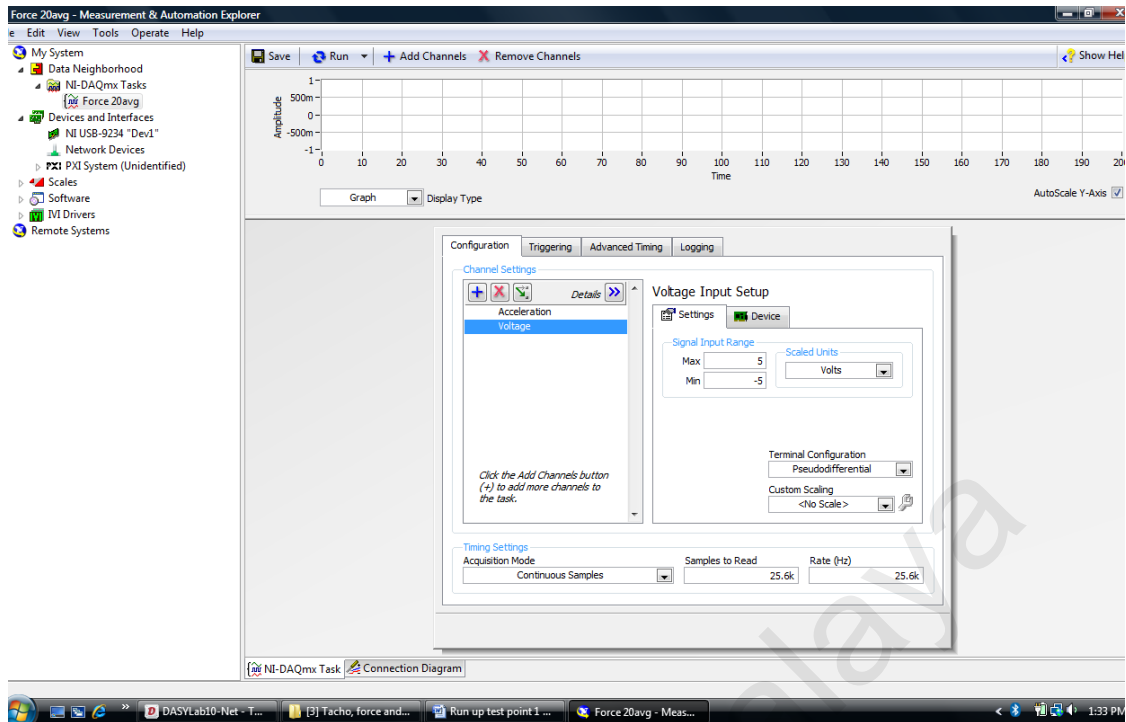 Force 20avg - Measurement & Automation Explorer
e Edit View Tools Operate Help
My System
Data Neighborhood
NI-DAQmx Tasks
Force 20avg
Devices and Interfaces
NI USB-9234 "Dev1"
Network Devices
PXI PXI System (Unidentified)
Scales
Software
IVI IVI Drivers
Remote Systems
Save Run Add Channels Remove Channels Show Hel
Amplitude
1
500m
0
-500m
-1
0 10 20 30 40 50 60 70 80 90 100 110 120 130 140 150 160 170 180 190 20
Time
Graph Display Type AutoScale Y-Axis
Configuration Triggering Advanced Timing Logging
Channel Settings
Details
Acceleration
Voltage
Click the Add Channels button
(+) to add more channels to
the task.
Voltage Input Setup
Settings Device
Signal Input Range
Max 5
Min -5
Scaled Units
Volts
Terminal Configuration
Pseudodifferential
Custom Scaling
<No Scale>
Timing Settings
Acquisition Mode Samples to Read Rate (Hz)
Continuous Samples 25.6k 25.6k
NI-DAQmx Task Connection Diagram
DASYLab10-Net - T... [3] Tacho, force and... Run up test point 1 ... Force 20avg - Meas... 1:33 PM
alaya